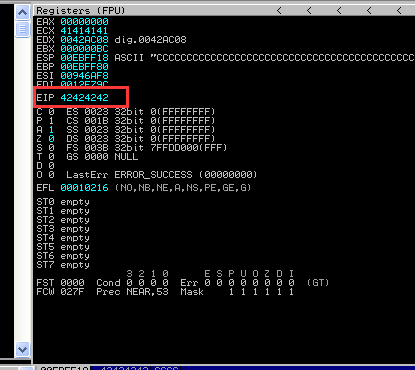 Registers (FPU) < < < < <
EAX 00000000
ECX 41414141
EDX 0042AC08 dig.0042AC08
EBX 000000BC
ESP 00EBFF18 ASCII "CCCCCCCCCCCCCCCCCCCCCCCCCCCCCCCCCCCCCCCC
EBP 00EBFF80
ESI 00946AF8
EDI 0012E79C
EIP 42424242
C 0 ES 0023 32bit 0(FFFFFFFF)
P 1 CS 001B 32bit 0(FFFFFFFF)
A 1 SS 0023 32bit 0(FFFFFFFF)
Z 0 DS 0023 32bit 0(FFFFFFFF)
S 0 FS 003B 32bit 7FFDD000(FFF)
T 0 GS 0000 NULL
D 0
O 0 LastErr ERROR_SUCCESS (00000000)
EFL 00010216 (NO,NB,NE,A,NS,PE,GE,G)
ST0 empty
ST1 empty
ST2 empty
ST3 empty
ST4 empty
ST5 empty
ST6 empty
ST7 empty
3 2 1 0 E S P U O Z D I
FST 0000 Cond 0 0 0 0 Err 0 0 0 0 0 0 0 0 (GT)
FCW 027F Prec NEAR,53 Mask 1 1 1 1 1 1